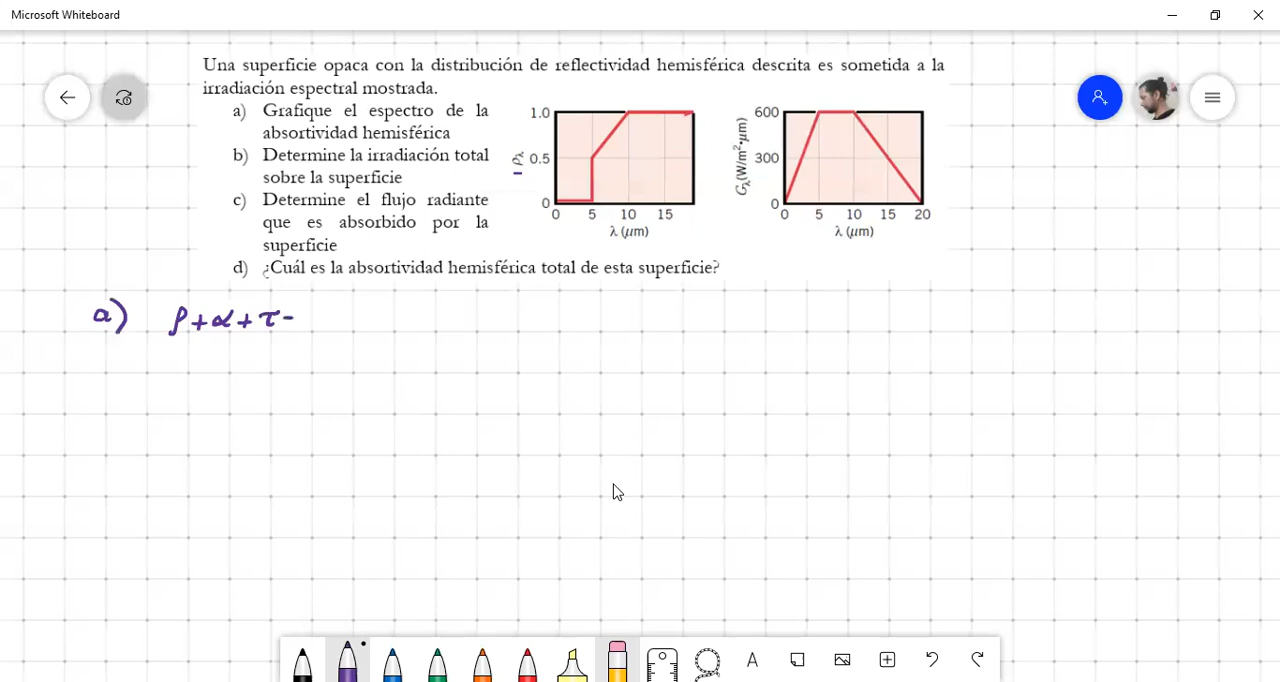 Microsoft Whiteboard
Una superficie opaca con la distribución de reflectividad hemisférica descrita es sometida a la
irradiación espectral mostrada.
a) Grafique el espectro de la
absortividad hemisférica
b) Determine la irradiación total
sobre la superficie
c) Determine el flujo radiante
que es absorbido por la
superficie
d) ¿Cuál es la absortividad hemisférica total de esta superficie?
1.0
0.5
0
ρλ
0 5 10 15
λ (μm)
600
300
0
Gλ(W/m²•μm)
0 5 10 15 20
λ (μm)
a) ρ+α+τ-
A